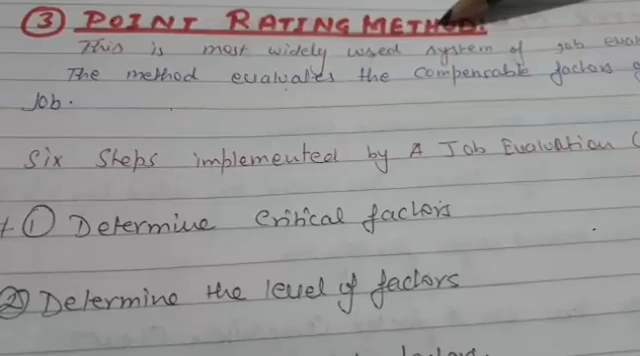 ③ POINT RATING METHOD:
This is most widely used system of job
The method evaluates the compensable factors
Job.
Six Steps implemented by A Job Evaluation (
① Determine Critical factors
② Determine the level of factors